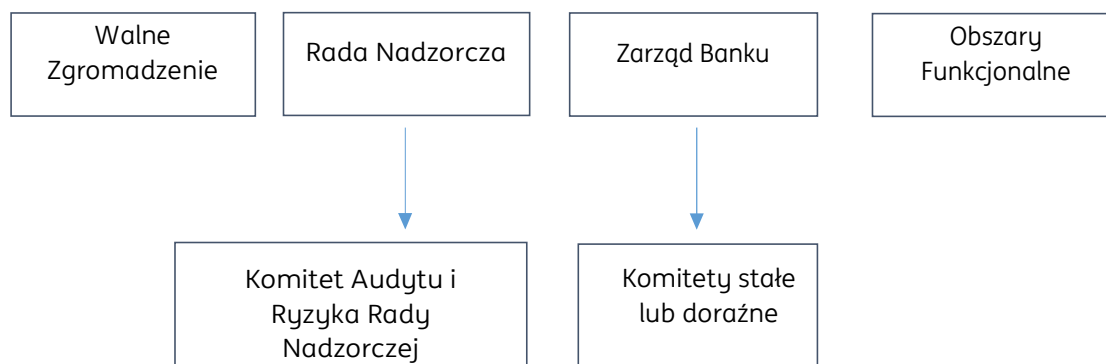 Walne
Zgromadzenie
Rada Nadzorcza
Zarząd Banku
Obszary
Funkcjonalne
Komitet Audytu i
Ryzyka Rady
Nadzorczej
Komitety stałe
lub doraźne